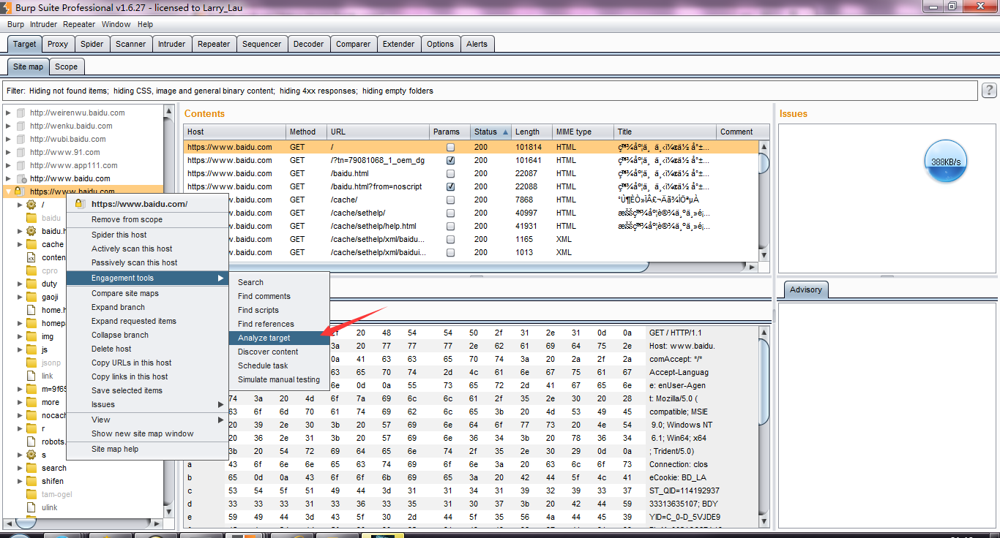 Burp Suite Professional v1.6.27 - licensed to Larry_Lau
Burp Intruder Repeater Window Help
Target Proxy Spider Scanner Intruder Repeater Sequencer Decoder Comparer Extender Options Alerts
Site map Scope
Filter: Hiding not found items; hiding CSS, image and general binary content; hiding 4xx responses; hiding empty folders
?
http://weirenwu.baidu.com
http://wenku.baidu.com
http://wubi.baidu.com
http://www.91.com
http://www.app111.com
http://www.baidu.com
https://www.baidu.com
/
baidu
baidu.h
cache
conten
cpro
duty
gaoji
home.h
homep
img
js
jsonp
link
m=9f65
more
nocach
r
robots.
s
search
shifen
tam-ogel
ulink
https://www.baidu.com/
Remove from scope
Spider this host
Actively scan this host
Passively scan this host
Engagement tools
Compare site maps
Expand branch
Expand requested items
Collapse branch
Delete host
Copy URLs in this host
Copy links in this host
Save selected items
Issues
View
Show new site map window
Site map help
Search
Find comments
Find scripts
Find references
Analyze target
Discover content
Schedule task
Simulate manual testing
Contents
Host Method URL Params Status Length MIME type Title Comment
https://www.baidu.com GET / 200 101814 HTML
https://www.baidu.com GET /?tn=79081068_1_oem_dg 200 101641 HTML
https://www.baidu.com GET /baidu.html 200 22087 HTML
https://www.baidu.com GET /baidu.html?from=noscript 200 22088 HTML
https://www.baidu.com GET /cache/ 200 7868 HTML
https://www.baidu.com GET /cache/sethelp/ 200 40997 HTML
GET /cache/sethelp/help.html 200 41931 HTML
GET /cache/sethelp/xml/baidu... 200 1165 XML
GET /cache/sethelp/xml/baidui... 200 1013 XML
2f 20 48 54 54 50 2f 31 2e 31 0d 0a GET / HTTP/1.1
3a 20 77 77 77 2e 62 61 69 64 75 2e Host: www.baidu.
0a 41 63 63 65 70 74 3a 20 2a 2f 2a comAccept: */*
63 65 70 74 2d 4c 61 6e 67 75 61 67 Accept-Languag
6e 0d 0a 55 73 65 72 2d 41 67 65 6e e: enUser-Agen
74 3a 20 4d 6f 7a 69 6c 6c 61 2f 35 2e 30 20 28 t: Mozilla/5.0 (
63 6f 6d 70 61 74 69 62 6c 65 3b 20 4d 53 49 45 compatible; MSIE
20 39 2e 30 3b 20 57 69 6e 64 6f 77 73 20 4e 54 9.0; Windows NT
20 36 2e 31 3b 20 57 69 6e 36 34 3b 20 78 36 34 6.1; Win64; x64
3b 20 54 72 69 64 65 6e 74 2f 35 2e 30 29 0d 0a ; Trident/5.0)
a 43 6f 6e 6e 65 63 74 69 6f 6e 3a 20 63 6c 6f 73 Connection: clos
b 65 0d 0a 43 6f 6f 6b 69 65 3a 20 42 44 5f 4c 41 eCookie: BD_LA
c 53 54 5f 51 49 44 3d 31 31 34 31 39 32 39 33 37 ST_QID=114192937
d 33 33 33 31 33 36 33 35 31 30 37 3b 20 42 44 59 33313635107; BDY
e 59 49 44 3d 43 5f 30 2d 44 5f 35 56 4a 44 45 39 YID=C_0-D_5VJDE9
Issues
388KB/s
Advisory